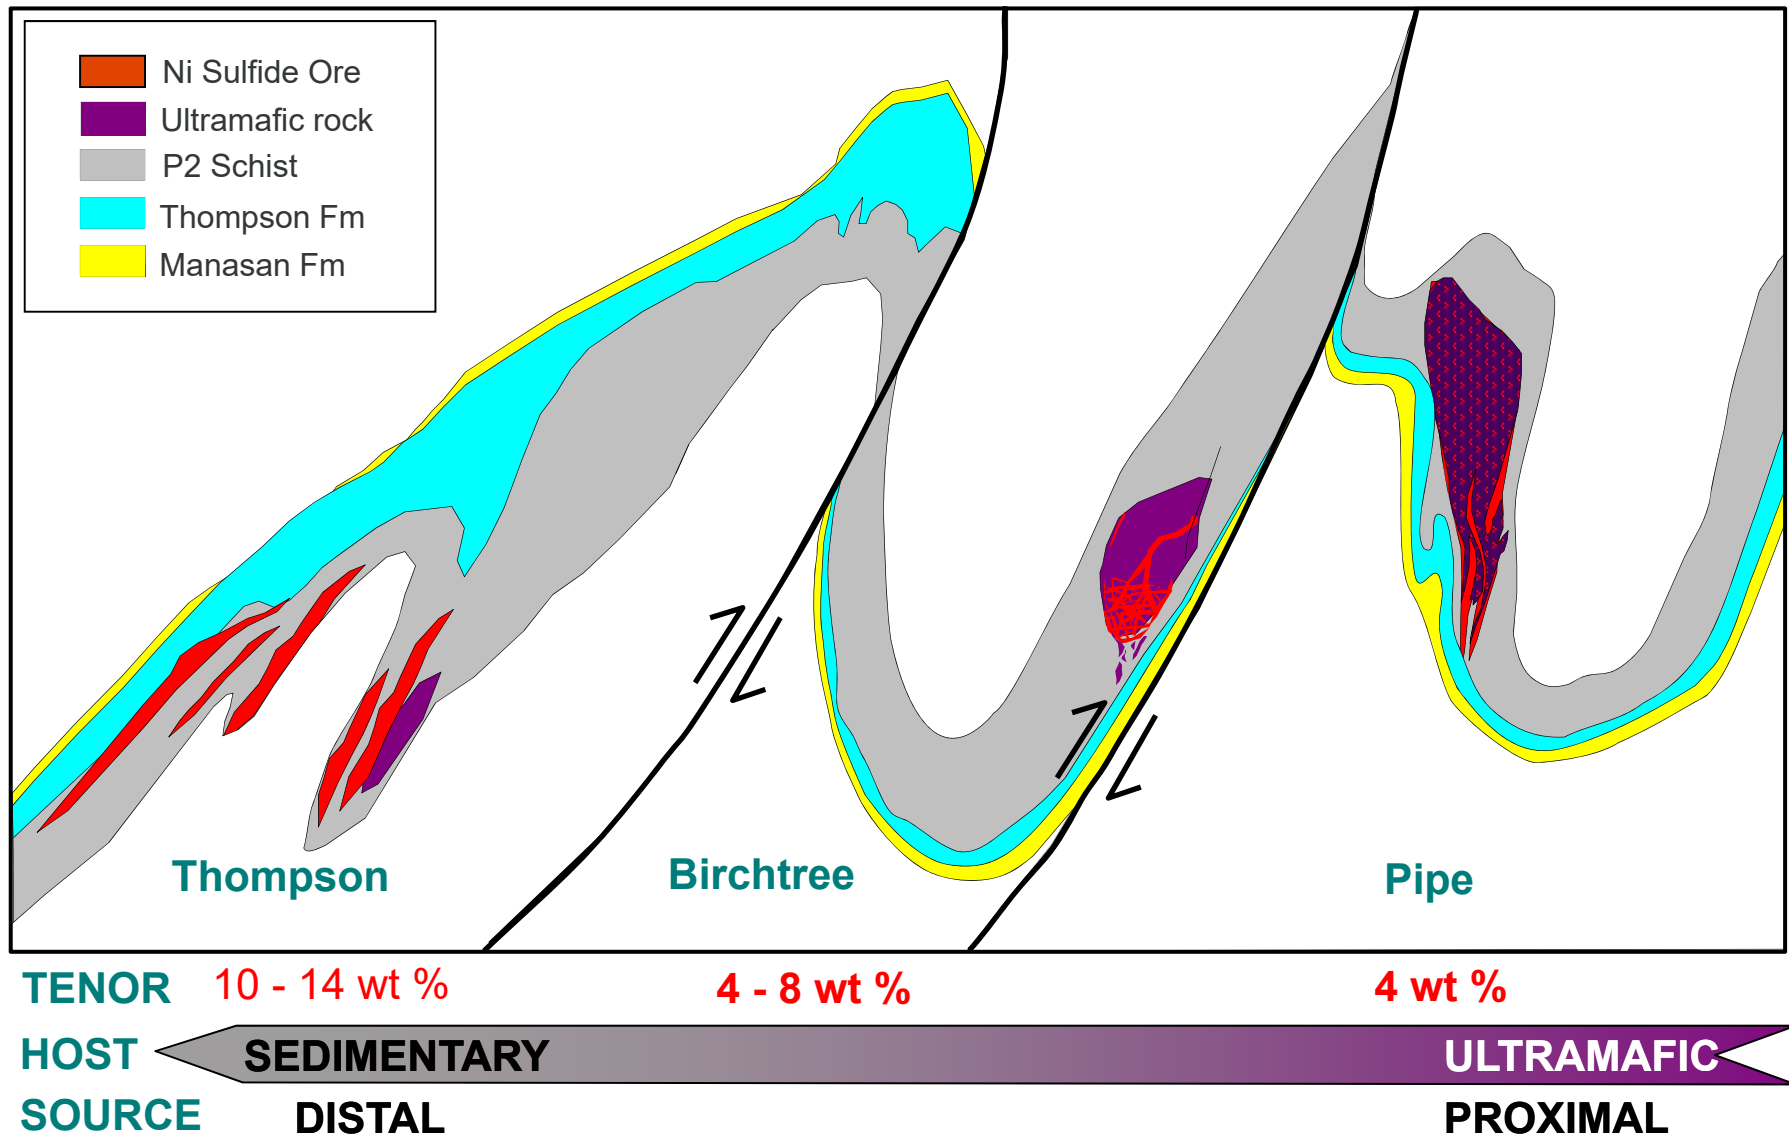 Ni Sulfide Ore
Ultramafic rock
P2 Schist
Thompson Fm
Manasan Fm
Thompson
Birchtree
Pipe
TENOR 10 - 14 wt % 4 - 8 wt % 4 wt %
HOST SEDIMENTARY ULTRAMAFIC
SOURCE DISTAL PROXIMAL